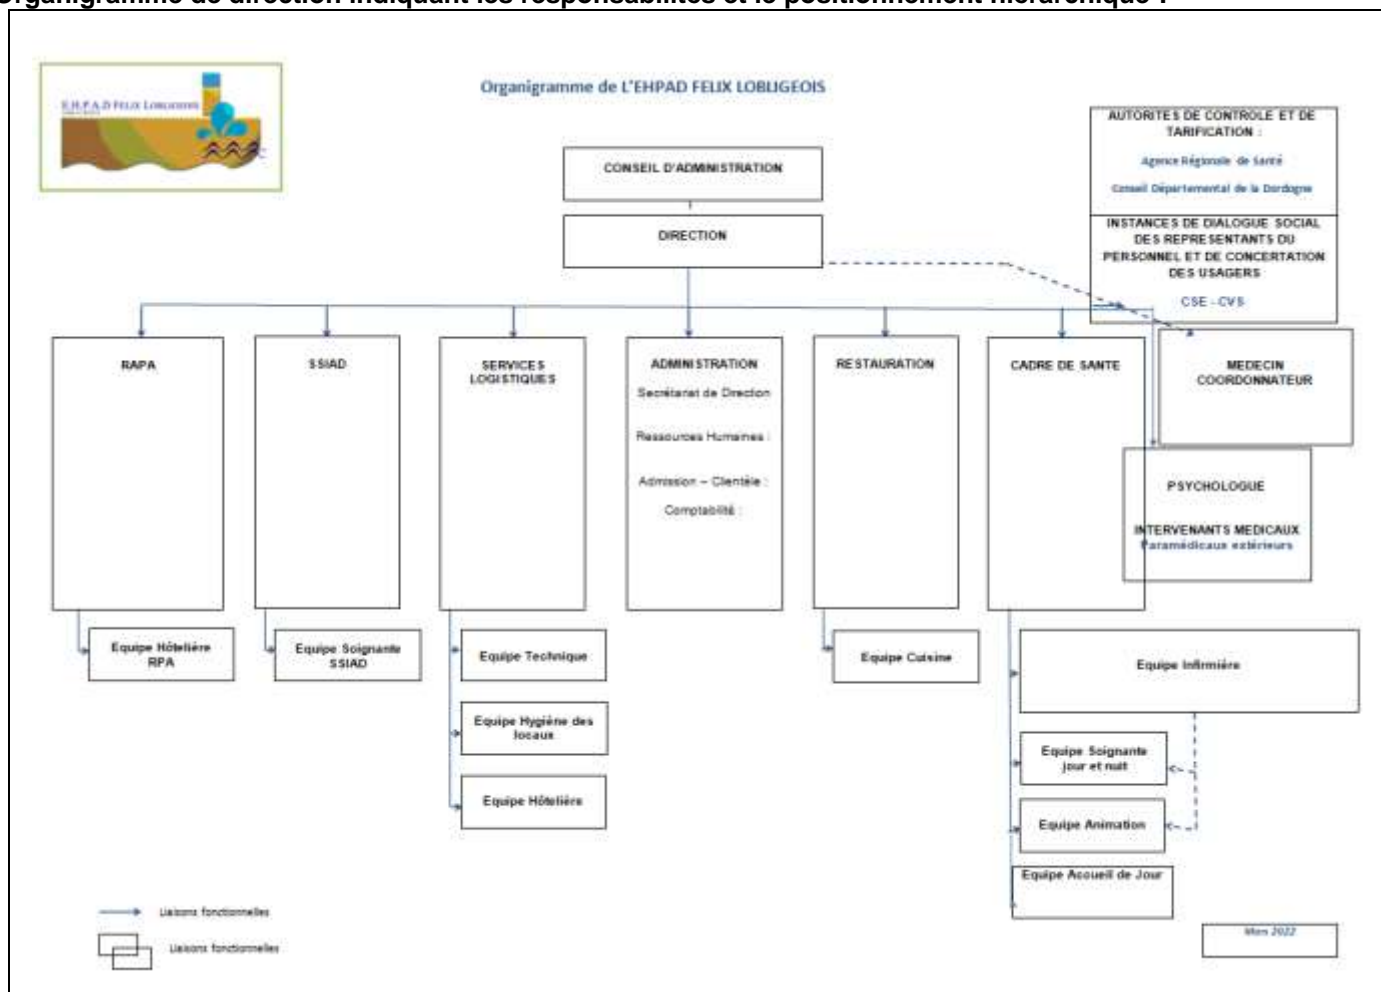 Organigramme de direction indiquant les responsabilités et le positionnement hiérarchique :
E.H.P.A.D FELIX LOBLIGEOIS
Organigramme de L'EHPAD FELIX LOBLIGEOIS
AUTORITES DE CONTROLE ET DE
TARIFICATION :
Agence Régionale de Santé
Conseil Départemental de la Dordogne
CONSEIL D'ADMINISTRATION
DIRECTION
INSTANCES DE DIALOGUE SOCIAL
DES REPRESENTANTS DU
PERSONNEL ET DE CONCERTATION
DES USAGERS
CSE - CVS
RAPA
SSIAD
SERVICES
LOGISTIQUES
ADMINISTRATION
Secrétariat de Direction
Ressources Humaines :
Admission – Clientèle :
Comptabilité :
RESTAURATION
CADRE DE SANTE
MEDECIN
COORDONNATEUR
PSYCHOLOGUE
INTERVENANTS MEDICAUX
Paramédicaux extérieurs
Equipe Hôtelière
RPA
Equipe Soignante
SSIAD
Equipe Technique
Equipe Hygiène des
locaux
Equipe Hôtelière
Equipe Cuisine
Equipe Infirmière
Equipe Soignante
jour et nuit
Equipe Animation
Equipe Accueil de Jour
Liaisons fonctionnelles
Liaisons fonctionnelles
Mars 2022